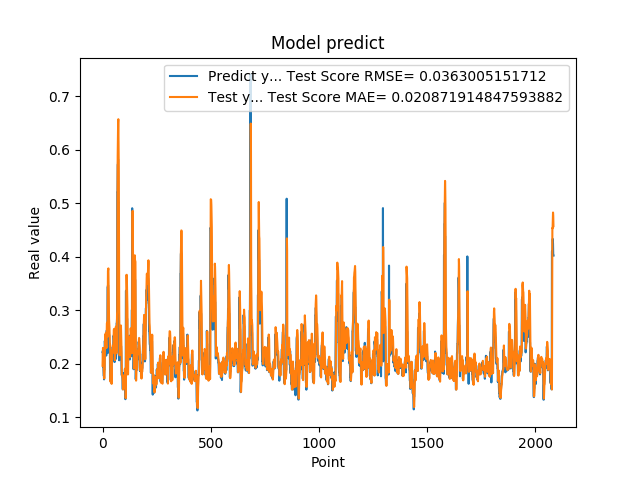 Model predict
Predict y... Test Score RMSE= 0.0363005151712
Test y... Test Score MAE= 0.020871914847593882
0.7
0.6
0.5
0.4
0.3
0.2
0.1
Real value
0
500
1000
1500
2000
Point